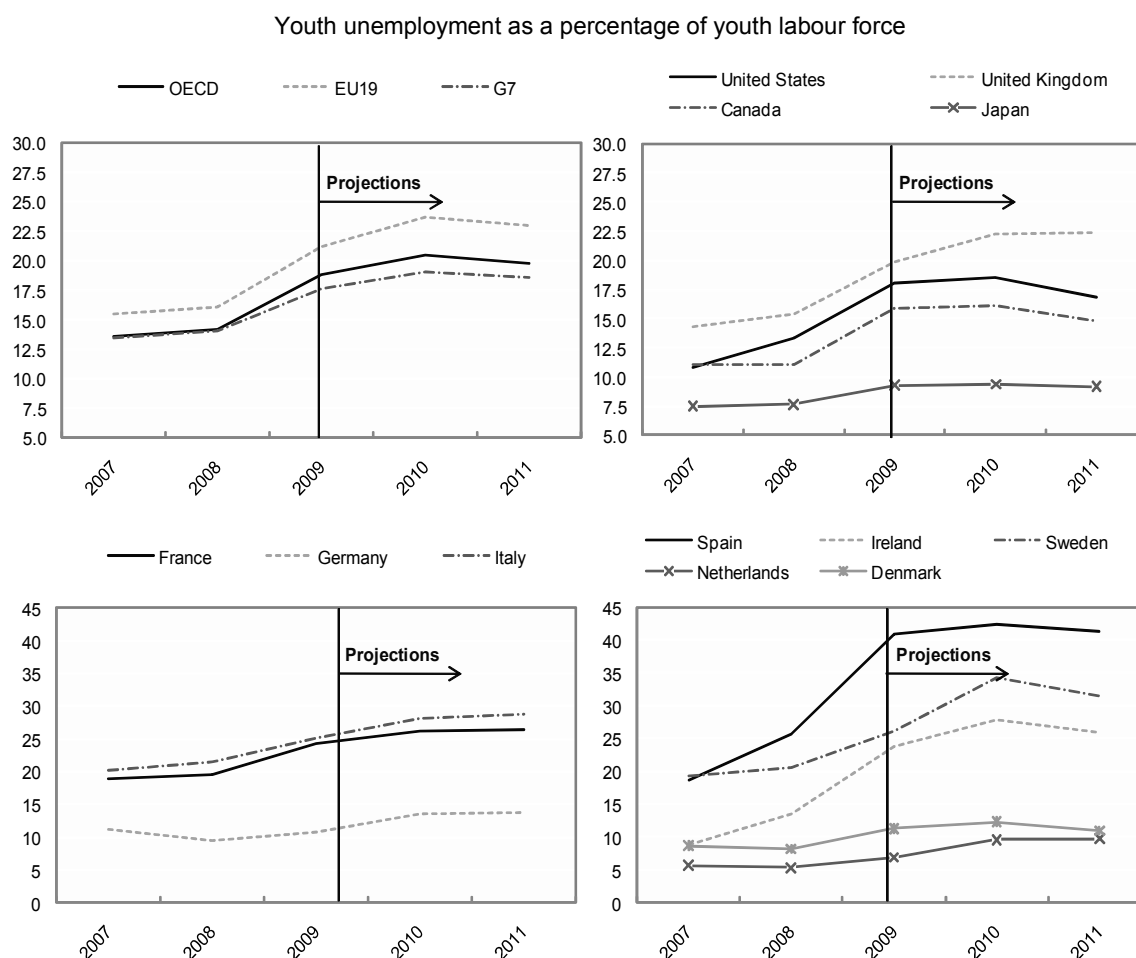 Youth unemployment as a percentage of youth labour force
OECD EU19 G7
30.0
27.5
25.0
22.5
20.0
17.5
15.0
12.5
10.0
7.5
5.0
Projections
2007 2008 2009 2010 2011
United States United Kingdom
Canada Japan
30.0
27.5
25.0
22.5
20.0
17.5
15.0
12.5
10.0
7.5
5.0
Projections
2007 2008 2009 2010 2011
France Germany Italy
45
40
35
30
25
20
15
10
5
0
Projections
2007 2008 2009 2010 2011
Spain Ireland Sweden
Netherlands Denmark
45
40
35
30
25
20
15
10
5
0
Projections
2007 2008 2009 2010 2011